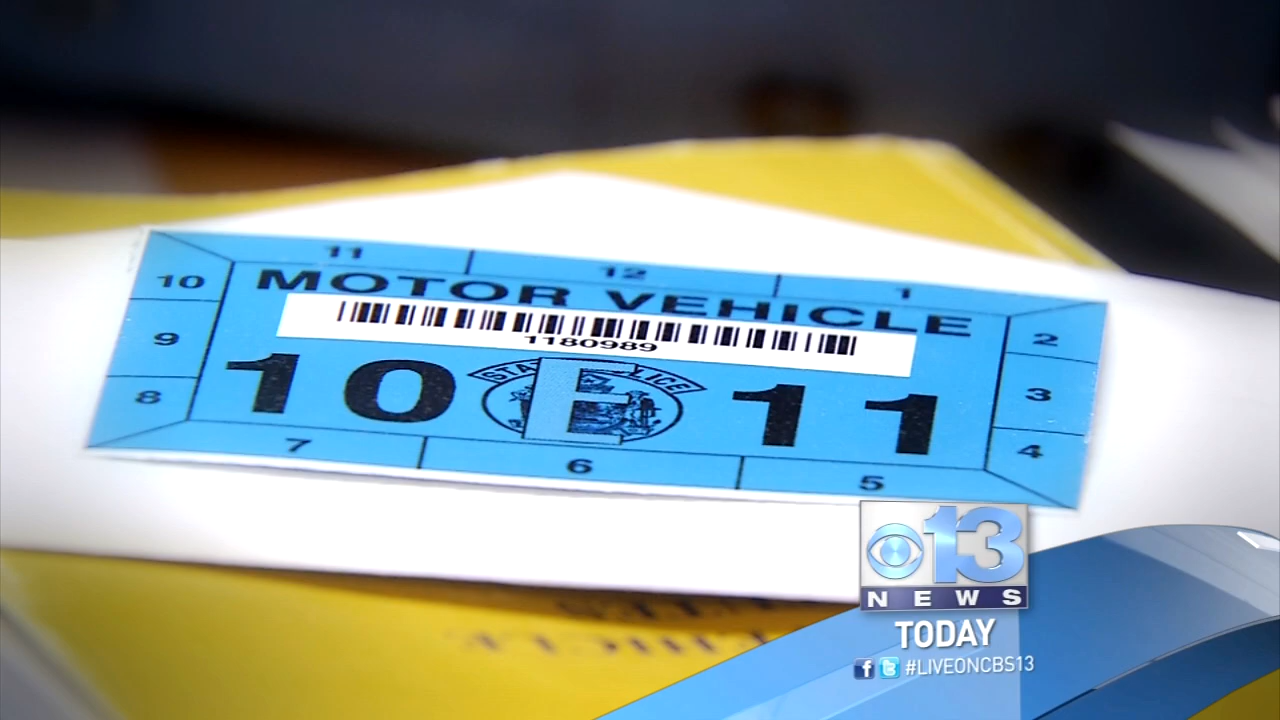 11 12 1
10 MOTOR VEHICLE 2
9 1180989 3
10 E 11
8 4
7 6 5
13
NEWS
TODAY
#LIVEONCBS13